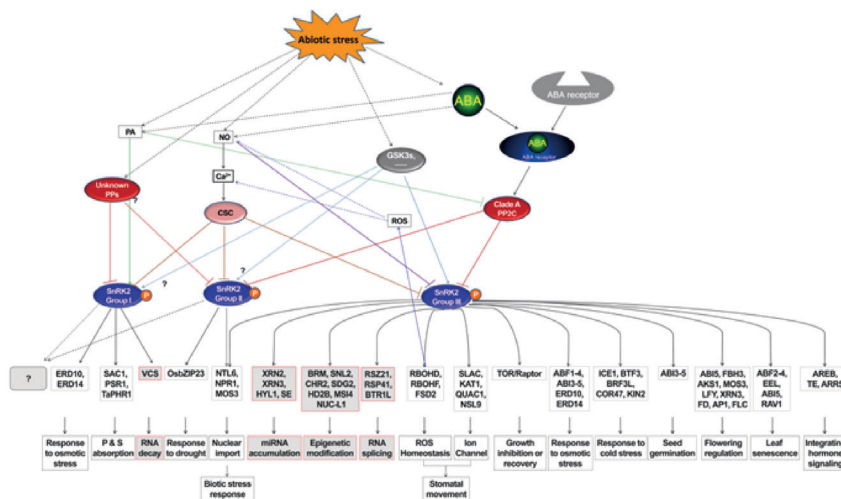 Abiotic stress
ABA
ABA receptor
PA
NO
ABA
ABA receptor
GSK3s,
Unknown
PPs
?
Ca²⁺
CSC
ROS
Clade A
PP2C
?
?
SnRK2
Group I
P
SnRK2
Group II
P
SnRK2
Group III
P
?
ERD10,
ERD14
SAC1,
PSR1,
TaPHR1
VCS
OsbZIP23
NTL6,
NPR1,
MOS3
XRN2,
XRN3,
HYL1, SE
BRM, SNL2,
CHR2, SDG2,
HD2B, MSI4
NUC-L1
RSZ21,
RSP41,
BTR1L
RBOHD,
RBOHF,
FSD2
SLAC,
KAT1,
QUAC1,
NSL9
TOR/Raptor
ABF1-4,
ABI3-5,
ERD10,
ERD14
ICE1, BTF3,
BRF3L,
COR47, KIN2
ABI3-5
ABI5, FBH3,
AKS1, MOS3,
LFY, XRN3,
FD, AP1, FLC
ABF2-4,
EEL,
ABI5,
RAV1
AREB,
TE, ARR5
Response
to osmotic
stress
P & S
absorption
RNA
decay
Response
to drought
Nuclear
import
miRNA
accumulation
Epigenetic
modification
RNA
splicing
ROS
Homeostasis
Ion
Channel
Growth
inhibition or
recovery
Response
to osmotic
stress
Response to
cold stress
Seed
germination
Flowering
regulation
Leaf
senescence
Integrating
hormone
signaling
Biotic stress
response
Stomatal
movement